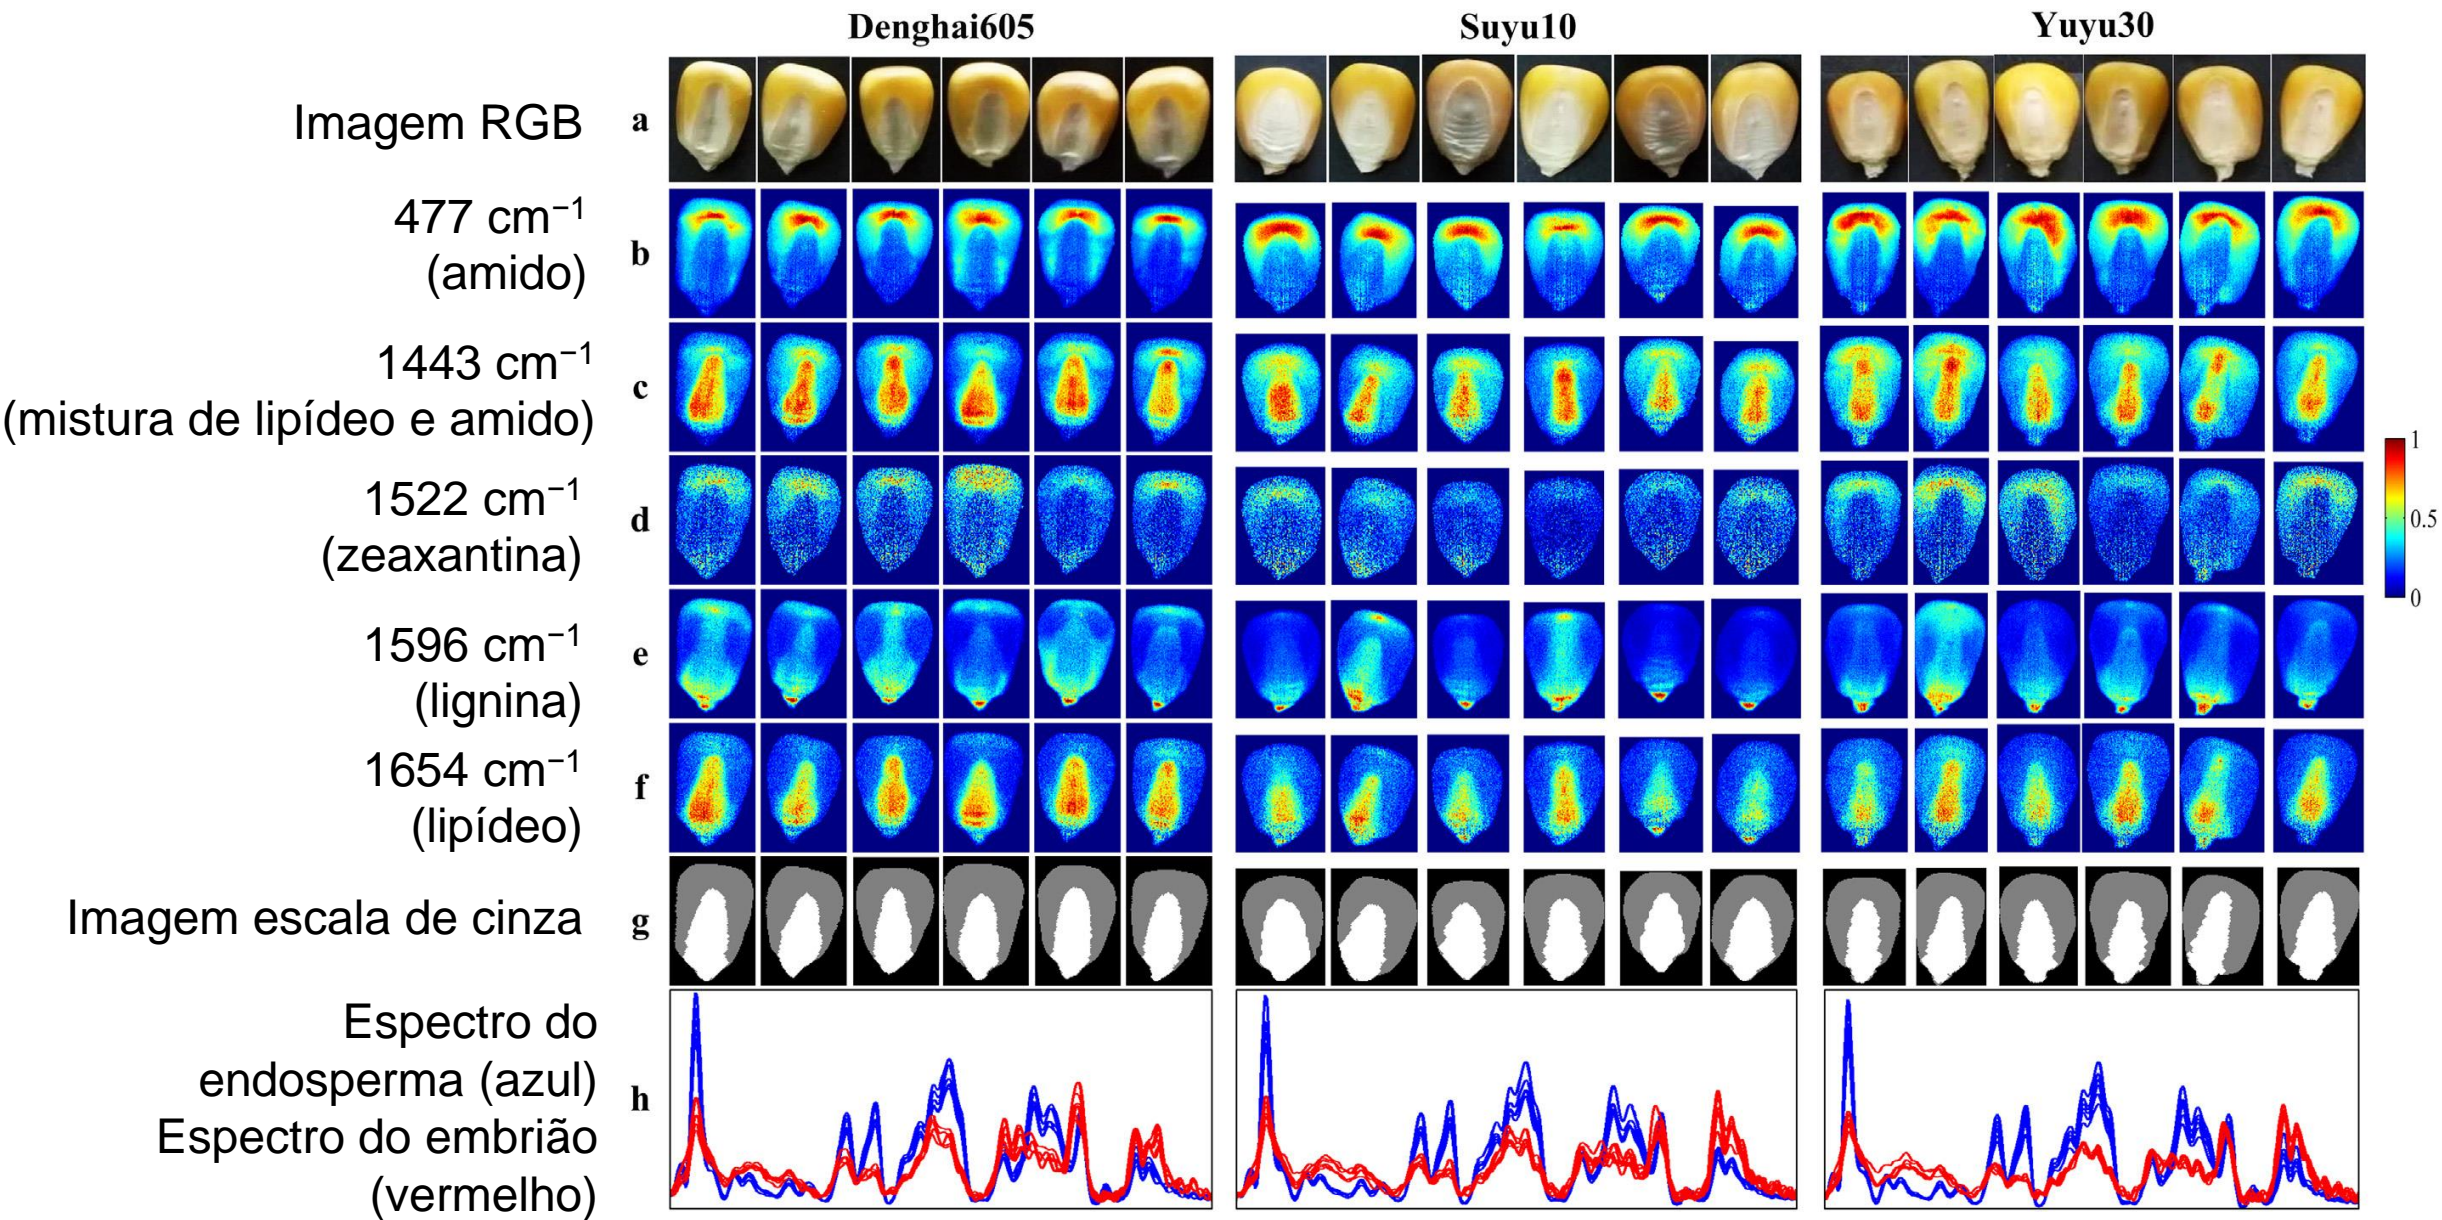 Denghai605 Suyu10 Yuyu30
Imagem RGB a
477 cm⁻¹
(amido) b
1443 cm⁻¹
(mistura de lipídeo e amido) c
1522 cm⁻¹
(zeaxantina) d
1596 cm⁻¹
(lignina) e
1654 cm⁻¹
(lipídeo) f
Imagem escala de cinza g
Espectro do
endosperma (azul)
Espectro do embrião
(vermelho) h
1
0.5
0